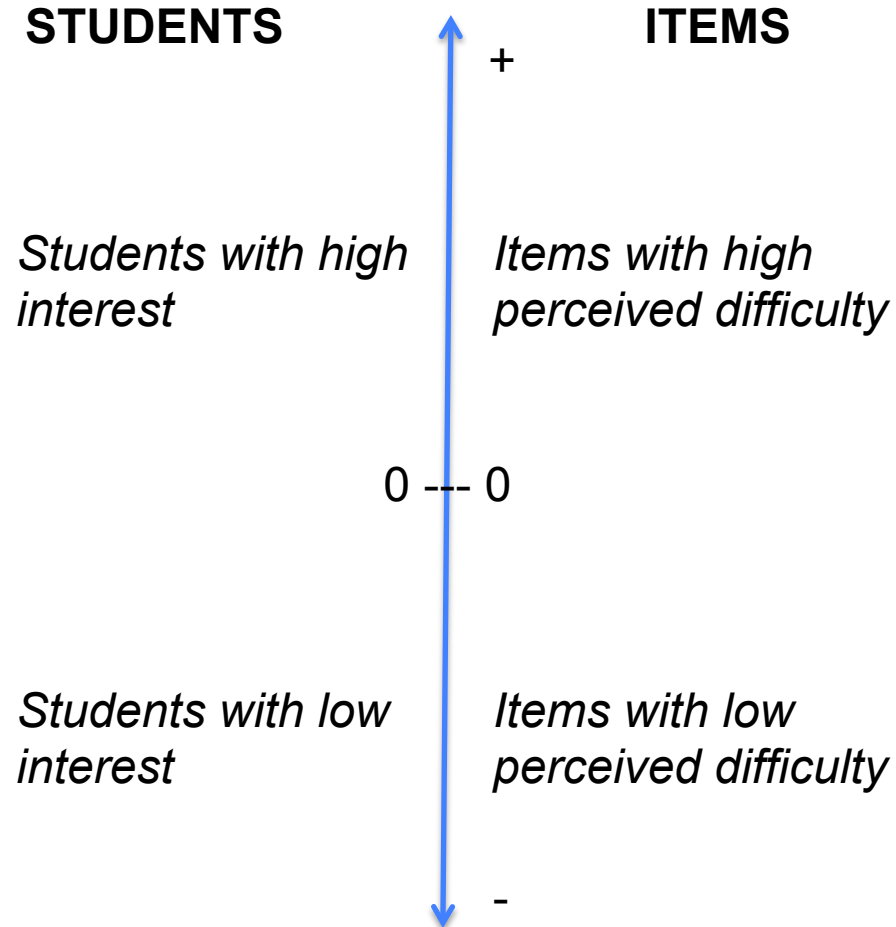 STUDENTS
ITEMS
+
Students with high
interest
Items with high
perceived difficulty
0 --- 0
Students with low
interest
Items with low
perceived difficulty
-